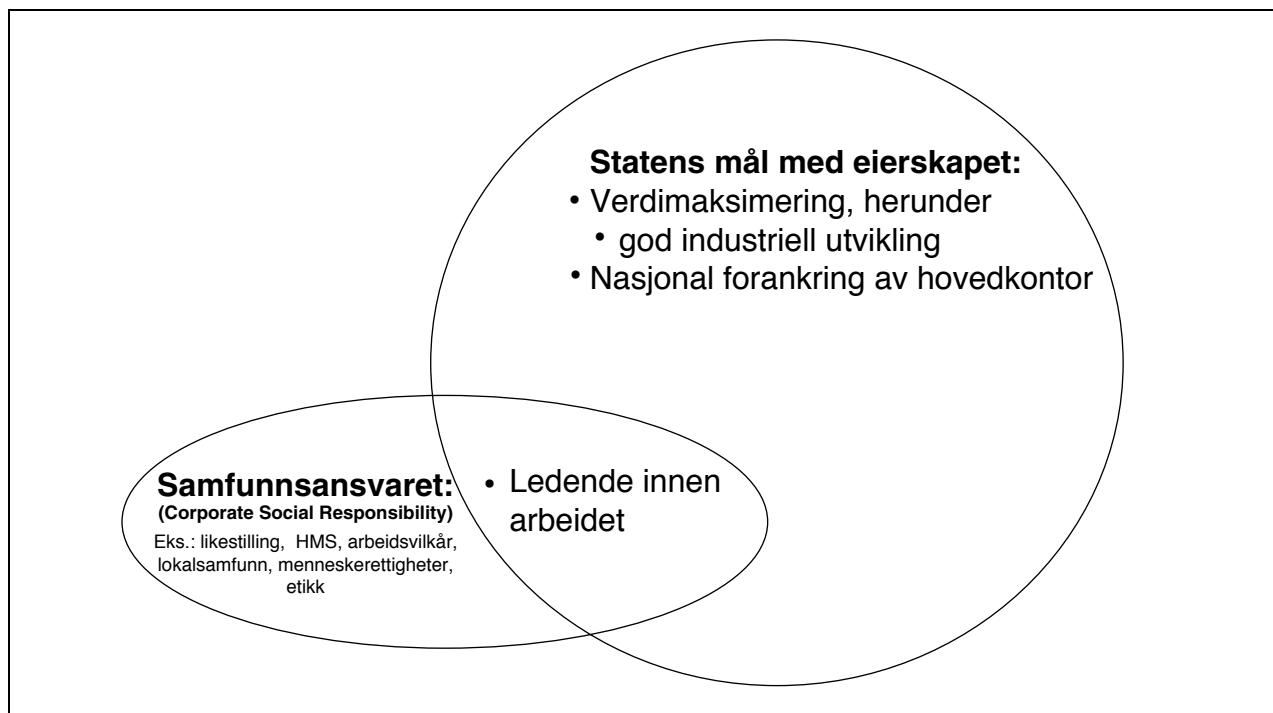 Statens mål med eierskapet:
• Verdimaksimering, herunder
• god industriell utvikling
• Nasjonal forankring av hovedkontor
Samfunnsansvaret:
(Corporate Social Responsibility)
Eks.: likestilling, HMS, arbeidsvilkår,
lokalsamfunn, menneskerettigheter,
etikk
• Ledende innen
arbeidet